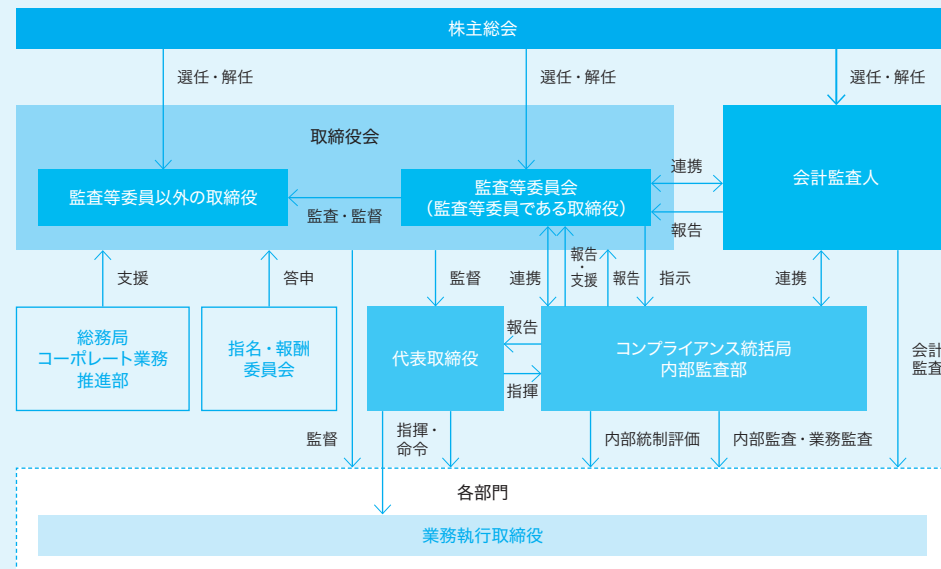 株主総会
選任・解任
選任・解任
選任・解任
取締役会
監査等委員以外の取締役
監査・監督
監査等委員会
(監査等委員である取締役)
連携
報告
会計監査人
支援
答申
監督
連携
報告
・
支援
報告
指示
連携
総務局
コーポレート業務
推進部
指名・報酬
委員会
代表取締役
報告
指揮
コンプライアンス統括局
内部監査部
会計
監査
監督
指揮・
命令
内部統制評価
内部監査・業務監査
各部門
業務執行取締役